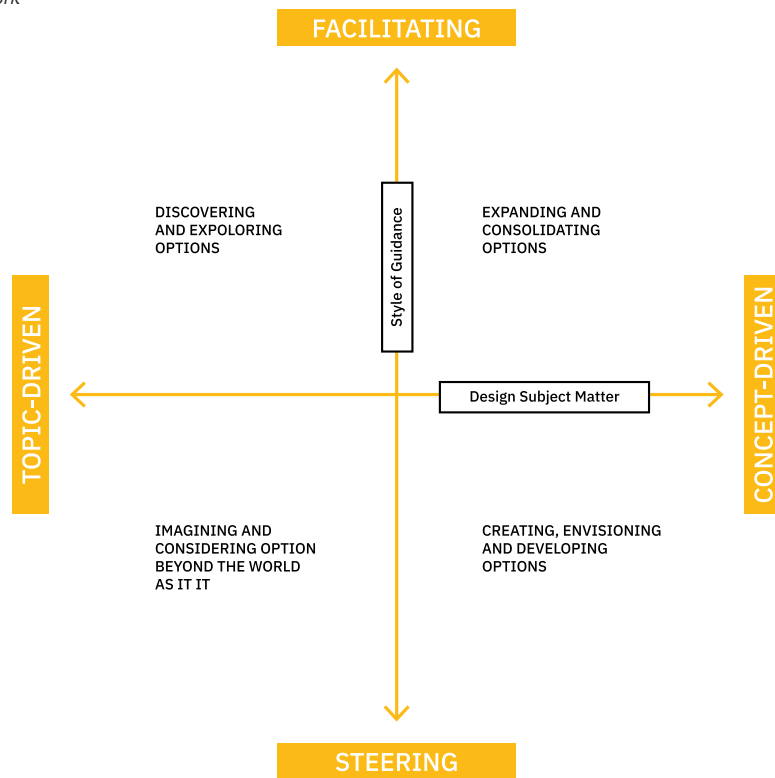 FACILITATING
DISCOVERING
AND EXPOLORING
OPTIONS
Style of Guidance
EXPANDING AND
CONSOLIDATING
OPTIONS
TOPIC-DRIVEN
Design Subject Matter
CONCEPT-DRIVEN
IMAGINING AND
CONSIDERING OPTION
BEYOND THE WORLD
AS IT IT
CREATING, ENVISIONING
AND DEVELOPING
OPTIONS
STEERING